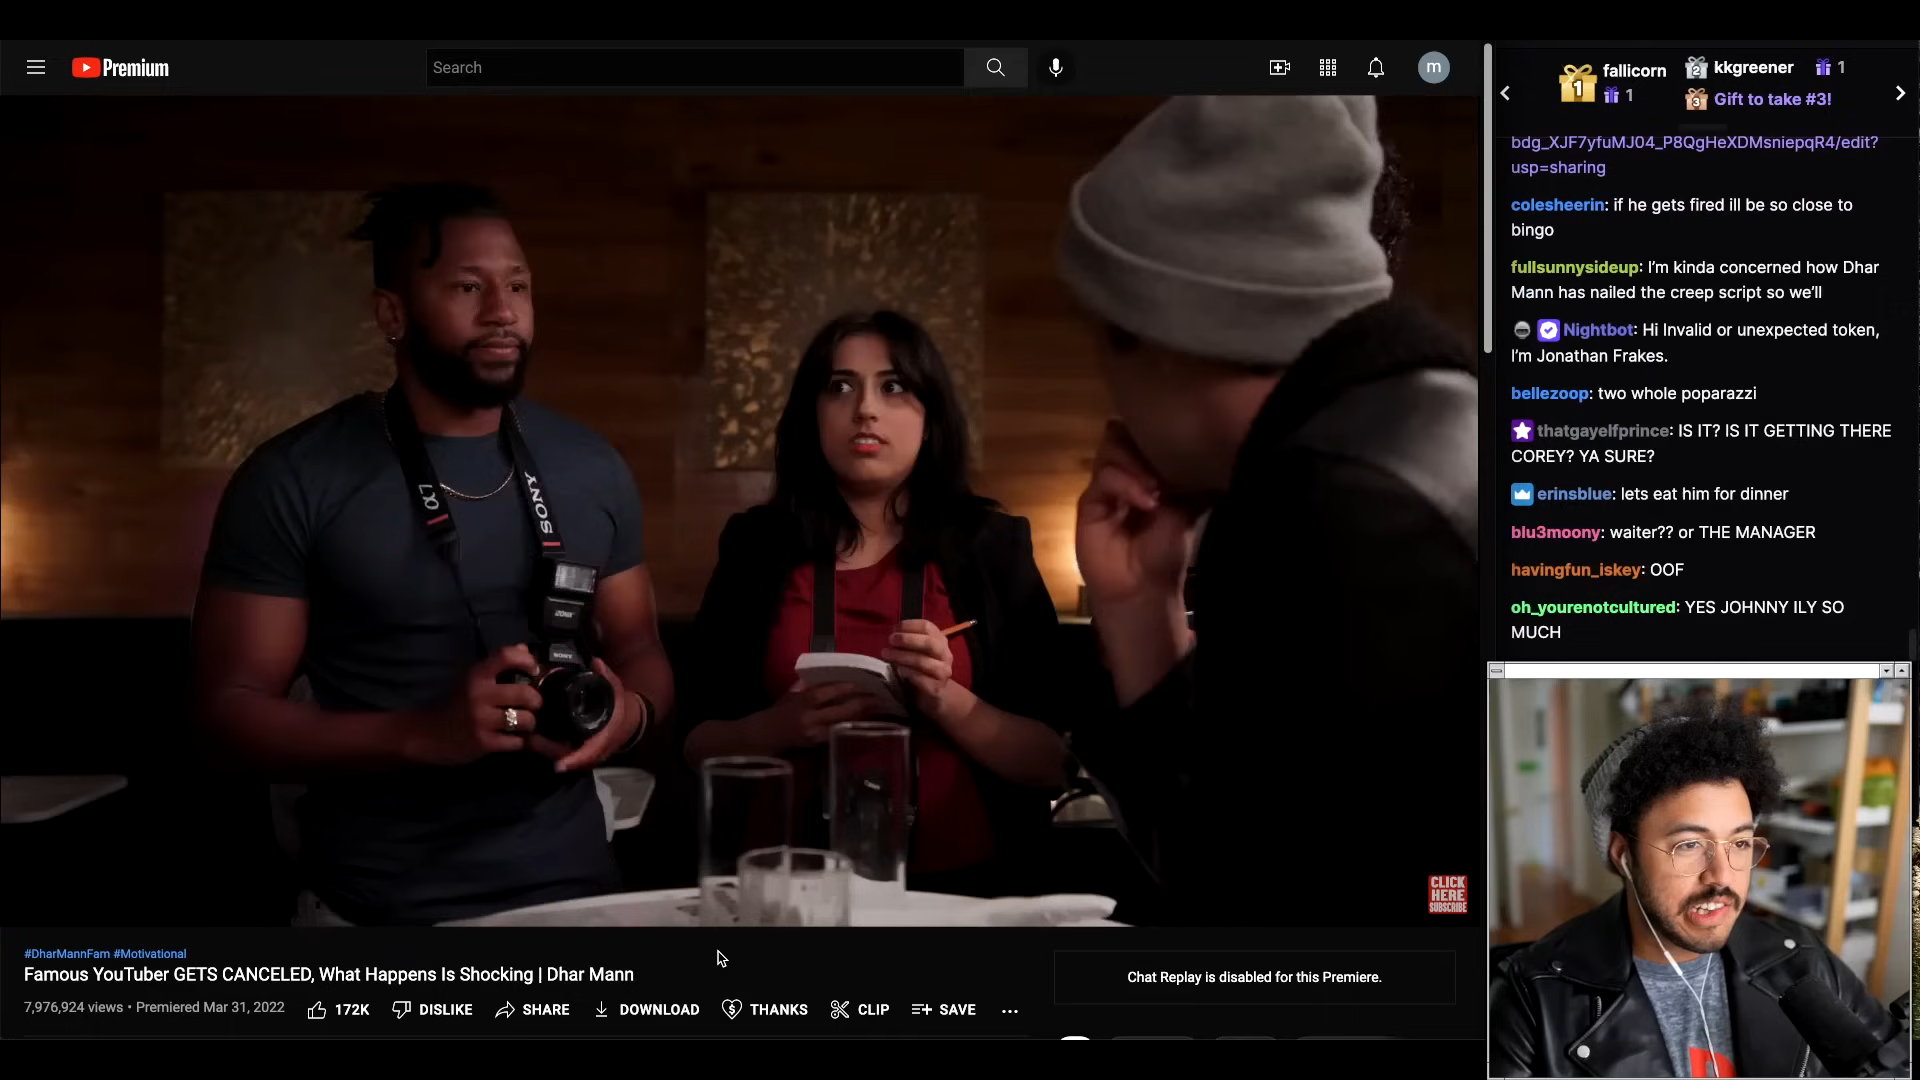 Premium
Search
m
1
fallicorn
1
2
kkgreener
1
3
Gift to take #3!
bdg_XJF7yfuMJ04_P8QgHeXDMsniepqR4/edit?
usp=sharing
colesheerin: if he gets fired ill be so close to
bingo
fullsunnysideup: I'm kinda concerned how Dhar
Mann has nailed the creep script so we'll
Nightbot: Hi Invalid or unexpected token,
I'm Jonathan Frakes.
bellezoop: two whole poparazzi
thatgayelfprince: IS IT? IS IT GETTING THERE
COREY? YA SURE?
erinsblue: lets eat him for dinner
blu3moony: waiter?? or THE MANAGER
havingfun_iskey: OOF
oh_yourenotcultured: YES JOHNNY ILY SO
MUCH
α7
SONY
SONY
CLICK
HERE
SUBSCRIBE
#DharMannFam #Motivational
Famous YouTuber GETS CANCELED, What Happens Is Shocking | Dhar Mann
7,976,924 views • Premiered Mar 31, 2022
172K
DISLIKE
SHARE
DOWNLOAD
THANKS
CLIP
SAVE
Chat Replay is disabled for this Premiere.